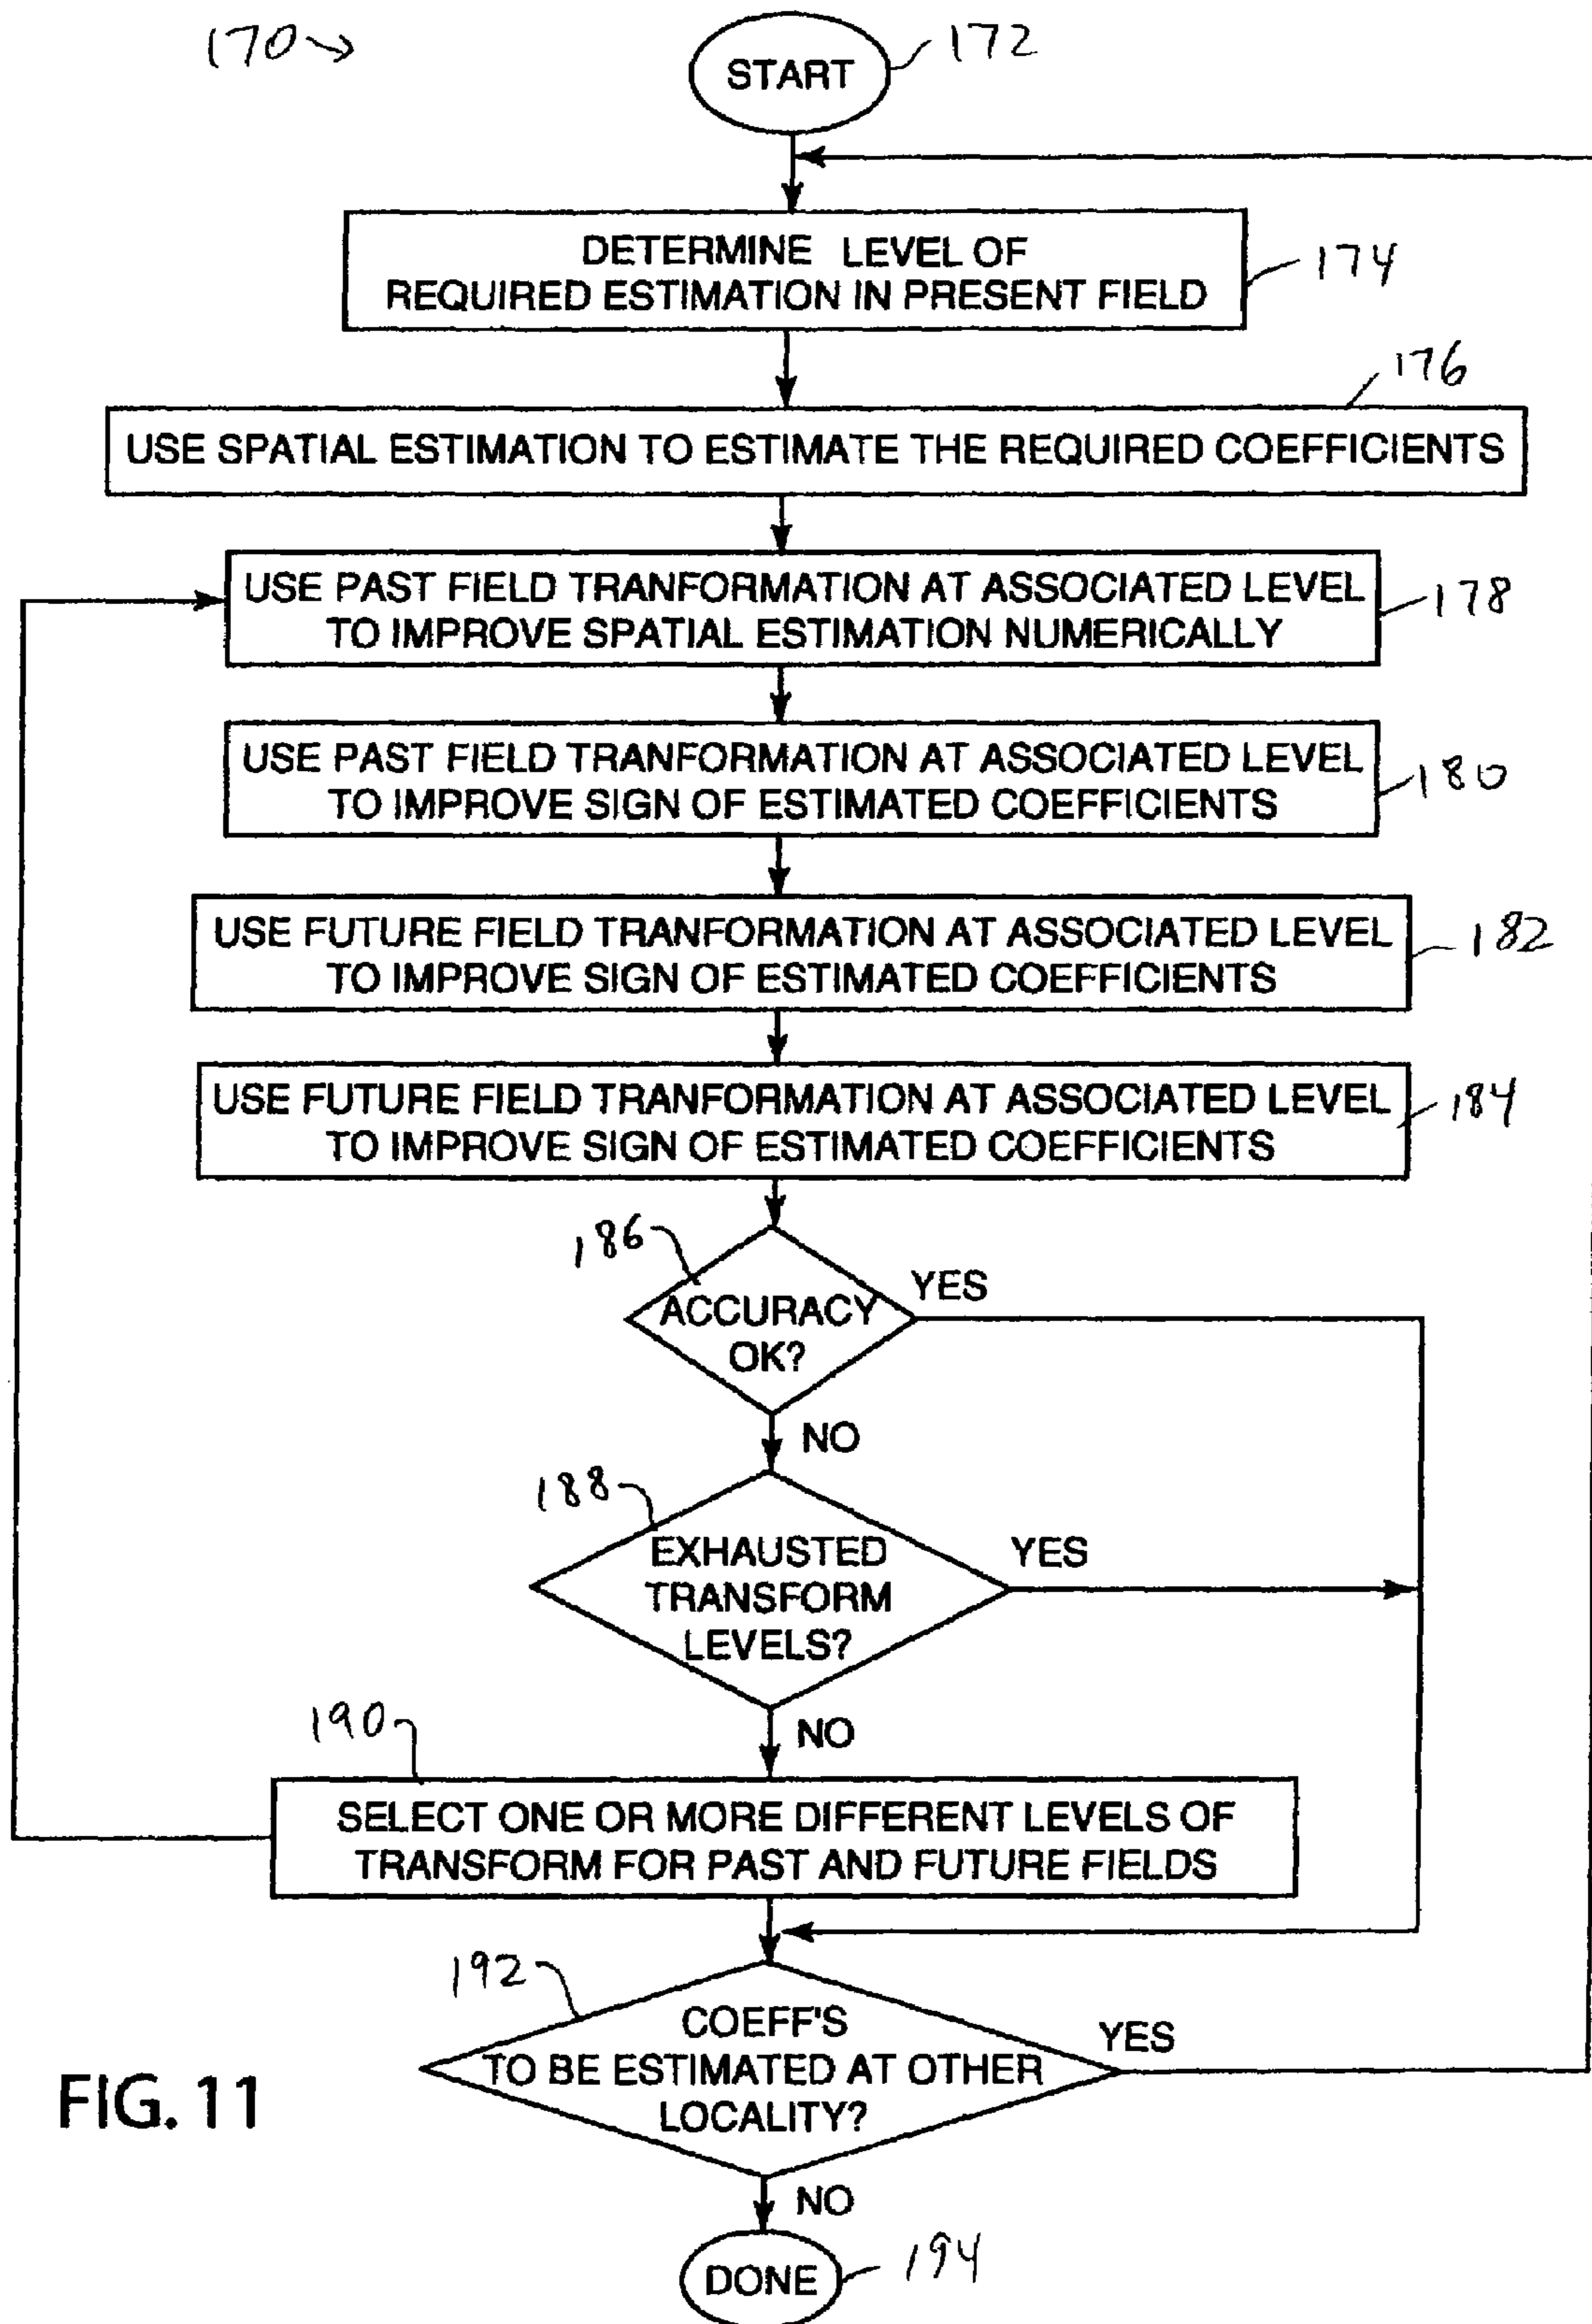 170
START
172
DETERMINE LEVEL OF
REQUIRED ESTIMATION IN PRESENT FIELD
174
176
USE SPATIAL ESTIMATION TO ESTIMATE THE REQUIRED COEFFICIENTS
USE PAST FIELD TRANFORMATION AT ASSOCIATED LEVEL
TO IMPROVE SPATIAL ESTIMATION NUMERICALLY
178
USE PAST FIELD TRANFORMATION AT ASSOCIATED LEVEL
TO IMPROVE SIGN OF ESTIMATED COEFFICIENTS
180
USE FUTURE FIELD TRANFORMATION AT ASSOCIATED LEVEL
TO IMPROVE SIGN OF ESTIMATED COEFFICIENTS
182
USE FUTURE FIELD TRANFORMATION AT ASSOCIATED LEVEL
TO IMPROVE SIGN OF ESTIMATED COEFFICIENTS
184
186
ACCURACY
OK?
YES
NO
188
EXHAUSTED
TRANSFORM
LEVELS?
YES
NO
190
SELECT ONE OR MORE DIFFERENT LEVELS OF
TRANSFORM FOR PAST AND FUTURE FIELDS
192
COEFF'S
TO BE ESTIMATED AT OTHER
LOCALITY?
YES
NO
FIG. 11
DONE
194